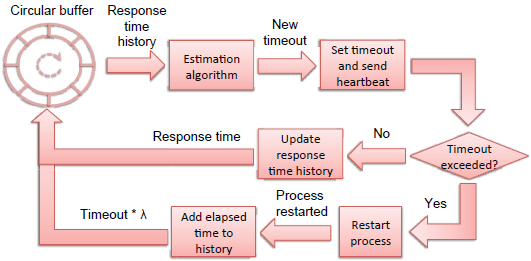 Circular buffer
Response
time
history
Estimation
algorithm
New
timeout
Set timeout
and send
heartbeat
Timeout
exceeded?
No
Update
response
time history
Response time
Yes
Restart
process
Process
restarted
Add elapsed
time to
history
Timeout * λ